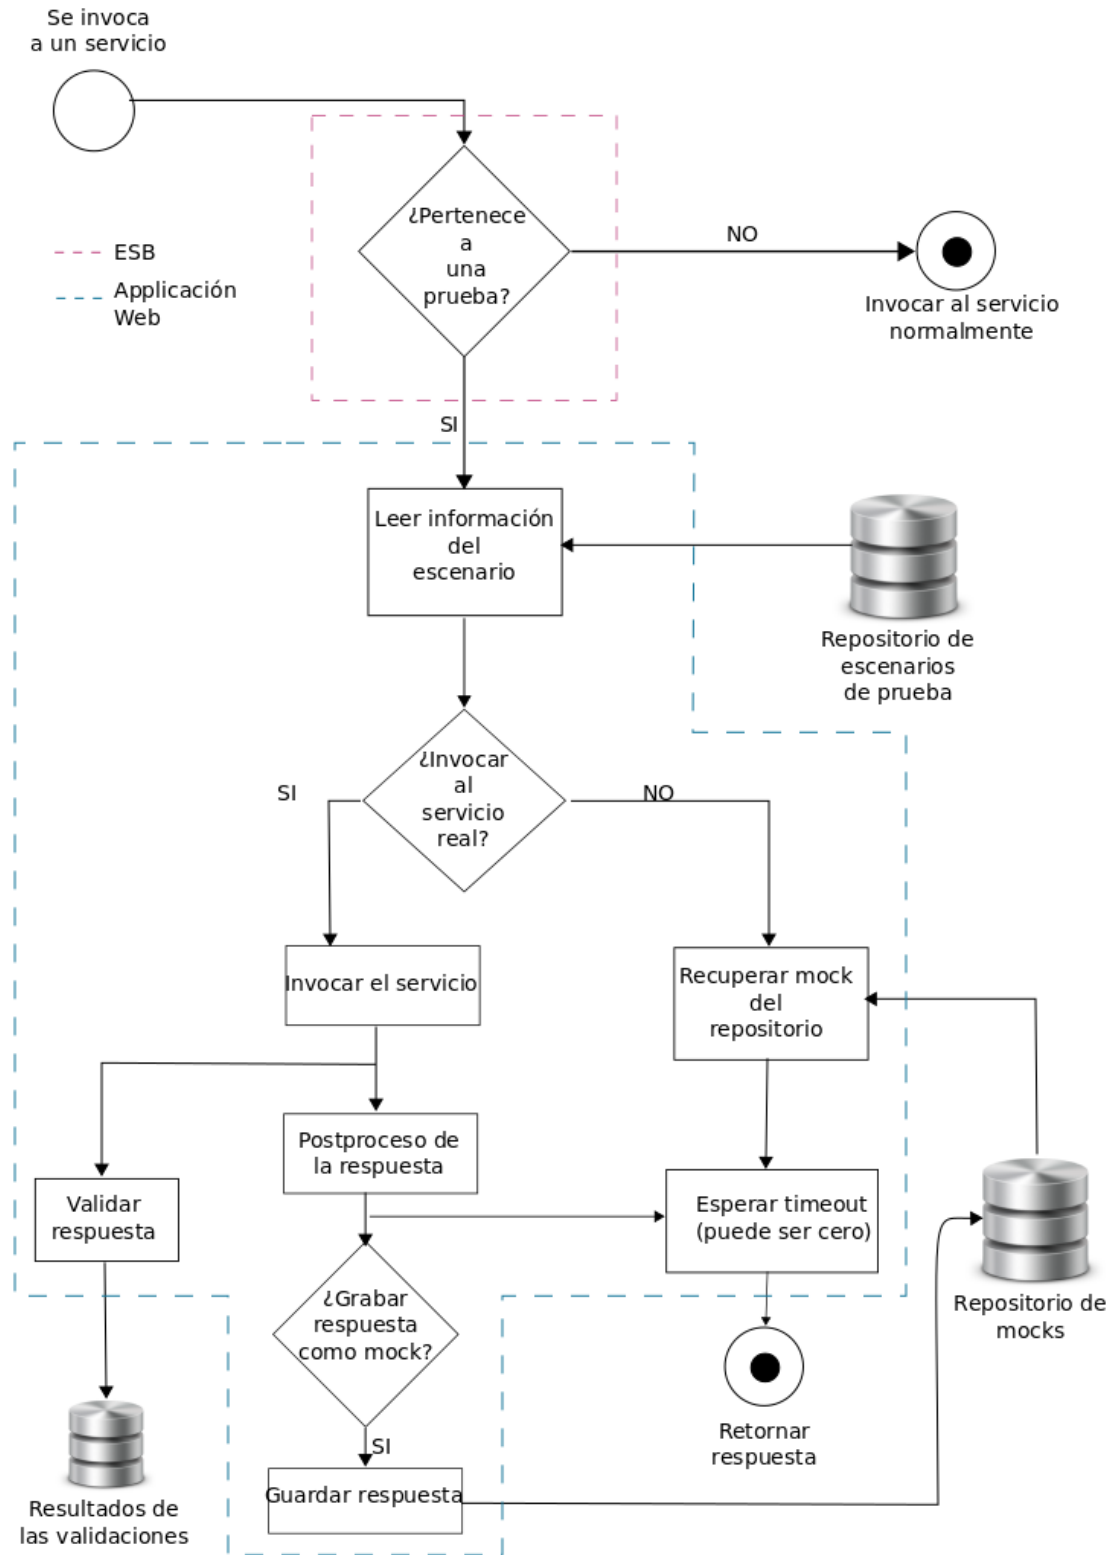 Se invoca
a un servicio
¿Pertenece
a
una
prueba?
NO
Invocar al servicio
normalmente
ESB
Applicación
Web
SI
Leer información
del
escenario
Repositorio de
escenarios
de prueba
¿Invocar
al
servicio
real?
SI
NO
Invocar el servicio
Recuperar mock
del
repositorio
Postproceso de
la respuesta
Validar
respuesta
Esperar timeout
(puede ser cero)
¿Grabar
respuesta
como mock?
Repositorio de
mocks
Retornar
respuesta
SI
Guardar respuesta
Resultados de
las validaciones